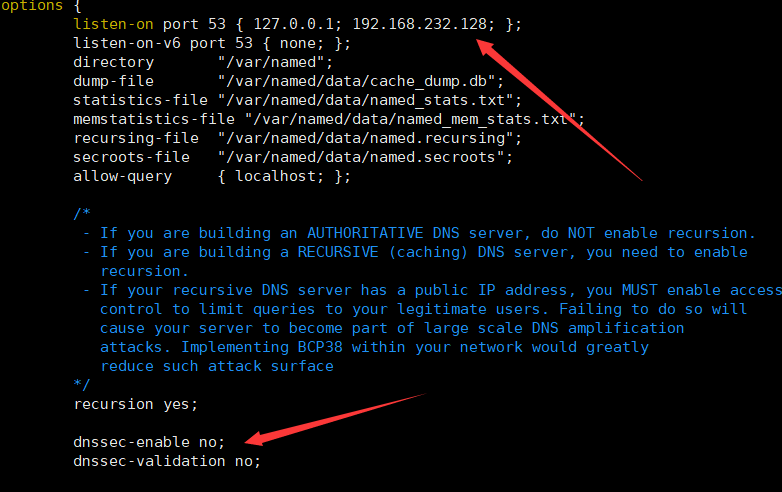 options {
listen-on port 53 { 127.0.0.1; 192.168.232.128; };
listen-on-v6 port 53 { none; };
directory       "/var/named";
dump-file       "/var/named/data/cache_dump.db";
statistics-file "/var/named/data/named_stats.txt";
memstatistics-file "/var/named/data/named_mem_stats.txt";
recursing-file  "/var/named/data/named.recursing";
secroots-file   "/var/named/data/named.secroots";
allow-query     { localhost; };
/*
- If you are building an AUTHORITATIVE DNS server, do NOT enable recursion.
- If you are building a RECURSIVE (caching) DNS server, you need to enable
recursion.
- If your recursive DNS server has a public IP address, you MUST enable access
control to limit queries to your legitimate users. Failing to do so will
cause your server to become part of large scale DNS amplification
attacks. Implementing BCP38 within your network would greatly
reduce such attack surface
*/
recursion yes;
dnssec-enable no;
dnssec-validation no;